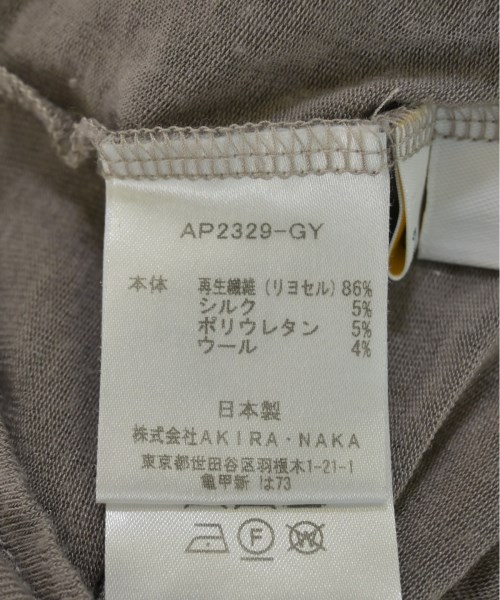 AP2329-GY
本体 再生繊維(リヨセル) 86%
シルク 5%
ポリウレタン 5%
ウール 4%
日本製
株式会社AKIRA・NAKA
東京都世田谷区羽根木1-21-1
亀甲新 は73
F
W